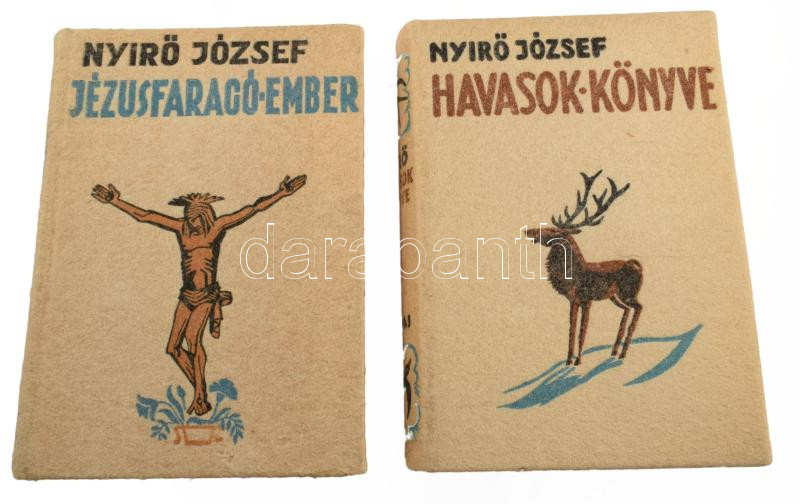 NYIRŐ JÓZSEF
JÉZUSFARAGÓ·EMBER
NYIRŐ JÓZSEF
HAVASOK·KÖNYVE
darabanth